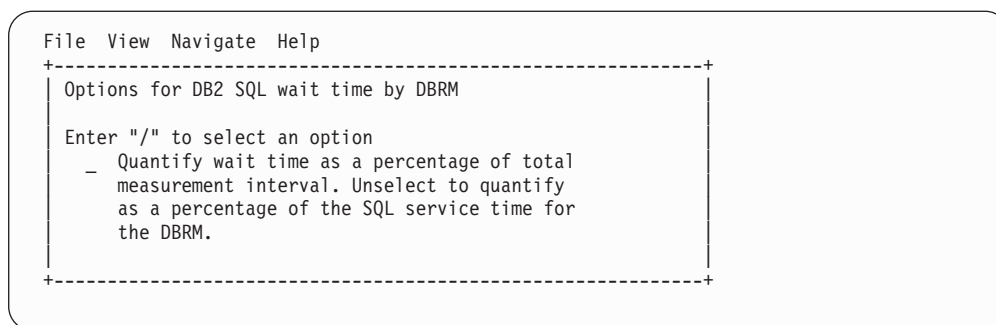 File View Navigate Help
+-------------------------------------------------------------+
| Options for DB2 SQL wait time by DBRM |
| |
| Enter "/" to select an option |
| _ Quantify wait time as a percentage of total |
| measurement interval. Unselect to quantify |
| as a percentage of the SQL service time for |
| the DBRM. |
| |
+-------------------------------------------------------------+